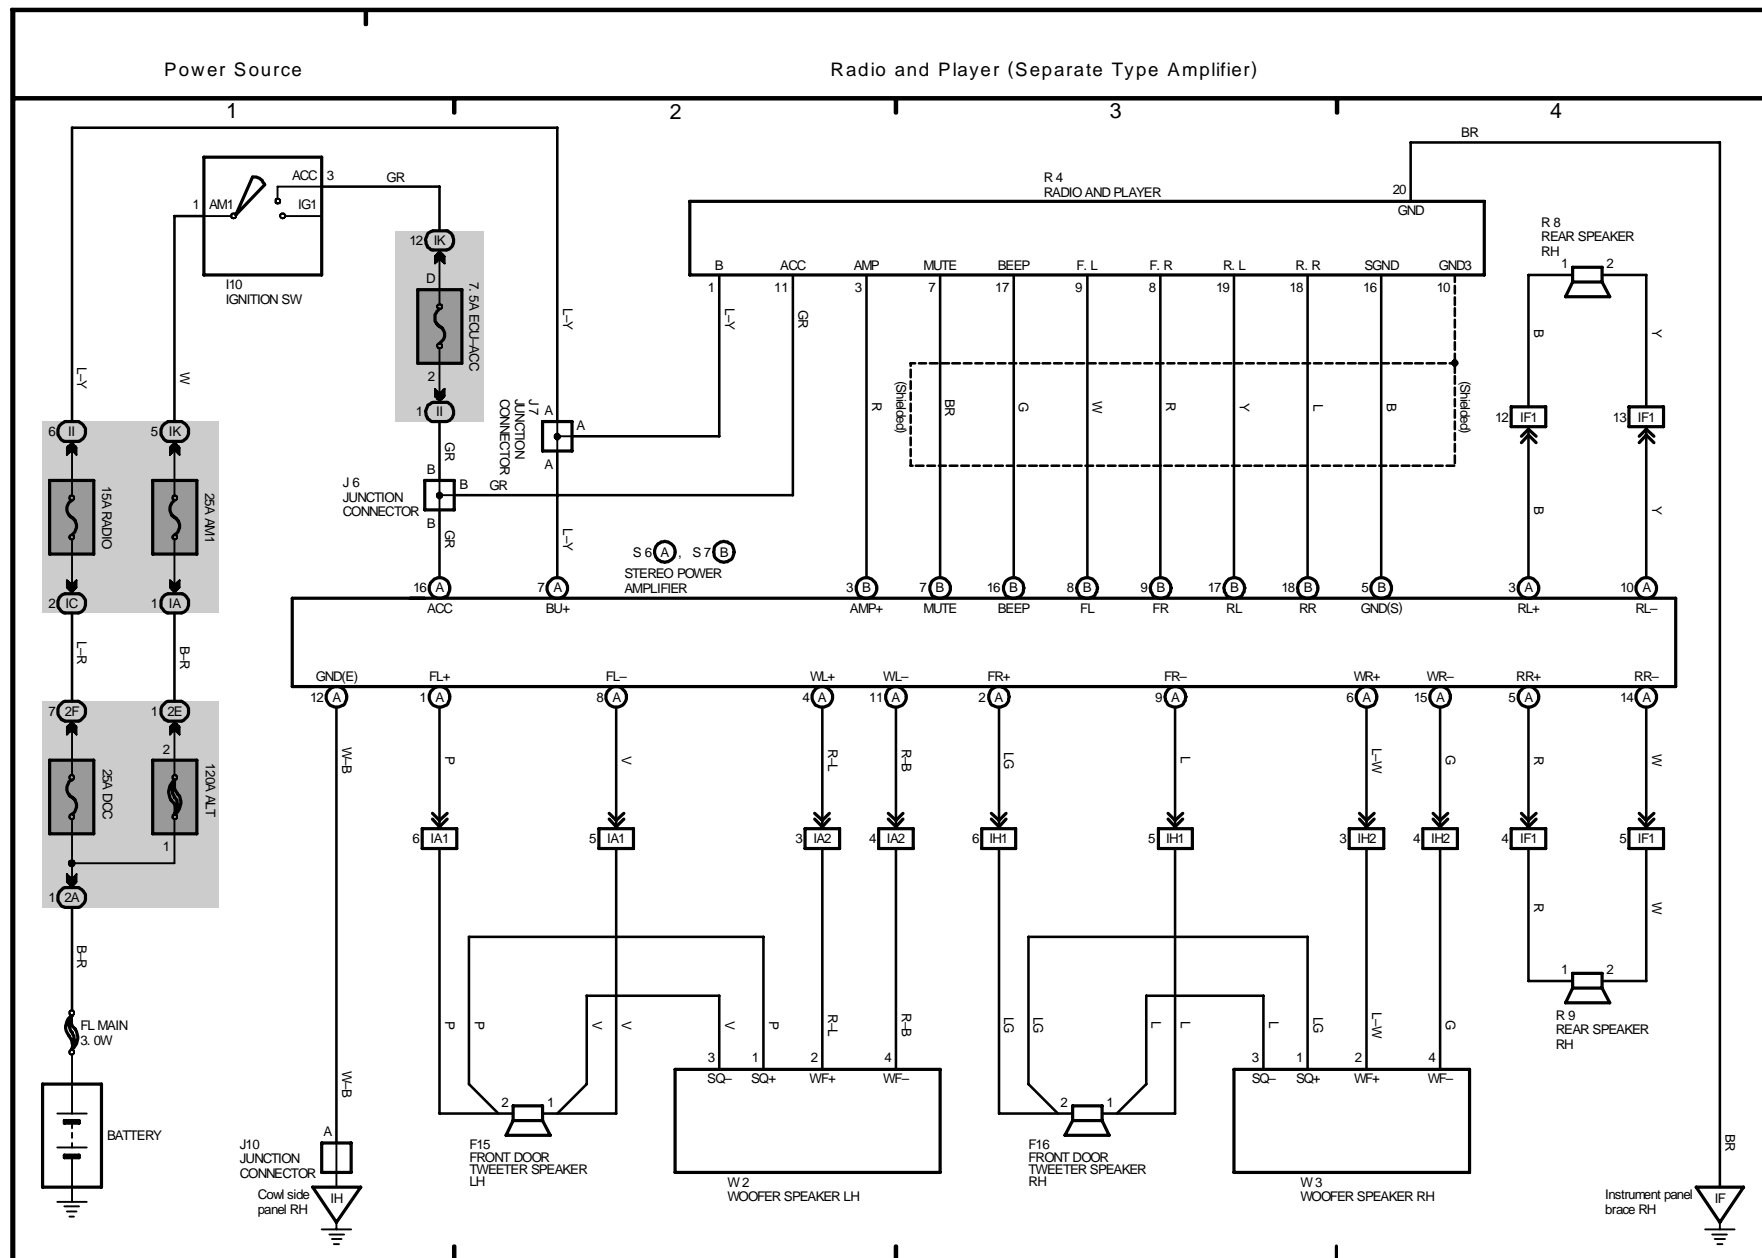 Power Source
Radio and Player (Separate Type Amplifier)
1
2
3
4
BR
ACC 3
GR
1 AM1
IG1
I10
IGNITION SW
R 4
RADIO AND PLAYER
20
GND
B
ACC
AMP
MUTE
BEEP
F. L
F. R
R. L
R. R
SGND
GND3
1
11
3
7
17
9
8
19
18
16
10
R 8
REAR SPEAKER
RH
1
2
12 IK
D
7. 5A ECU–ACC
2
1 II
L–Y
W
L–Y
L–Y
GR
R
(Shielded)
BR
G
W
R
Y
L
B
(Shielded)
B
Y
12 IF1
13 IF1
B
Y
6 II
5 IK
15A RADIO
25A AM1
2 IC
1 IA
GR
B
B
GR
B
GR
J 6
JUNCTION
CONNECTOR
J 7
JUNCTION
CONNECTOR
A
A
A
L–Y
S 6 A , S 7 B
STEREO POWER
AMPLIFIER
16 A
7 A
3 B
7 B
16 B
8 B
9 B
17 B
18 B
5 B
3 A
10 A
ACC
BU+
AMP+
MUTE
BEEP
FL
FR
RL
RR
GND(S)
RL+
RL–
L–R
B–R
GND(E)
FL+
FL–
WL+
WL–
FR+
FR–
WR+
WR–
RR+
RR–
12 A
1 A
8 A
4 A
11 A
2 A
9 A
6 A
15 A
5 A
14 A
7 2F
1 2E
2
25A DCC
120A ALT
1
1 2A
W–B
P
V
R–L
R–B
LG
L
L–W
G
R
W
6 IA1
5 IA1
3 IA2
4 IA2
6 IH1
5 IH1
3 IH2
4 IH2
4 IF1
5 IF1
R
W
B–R
1
2
R 9
REAR SPEAKER
RH
FL MAIN
3. 0W
P
P
V
V
V
P
R–L
R–B
LG
LG
L
L
L
LG
L–W
G
3
1
2
4
SQ–
SQ+
WF+
WF–
3
1
2
4
SQ–
SQ+
WF+
WF–
BATTERY
W–B
2
1
F15
FRONT DOOR
TWEETER SPEAKER
LH
W 2
WOOFER SPEAKER LH
2
1
F16
FRONT DOOR
TWEETER SPEAKER
RH
W 3
WOOFER SPEAKER RH
A
J10
JUNCTION
CONNECTOR
Cowl side
panel RH
IH
BR
Instrument panel
brace RH
IF